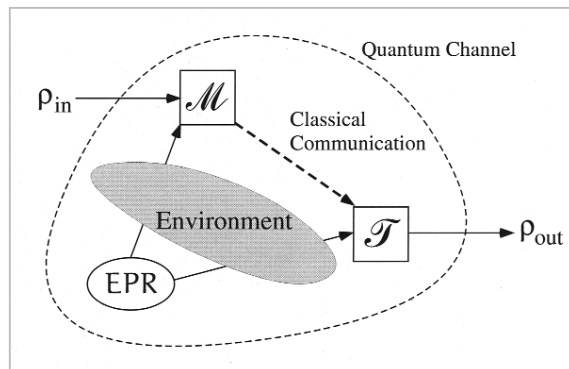 Quantum Channel
ρin
ℳ
Classical
Communication
Environment
𝒯
ρout
EPR